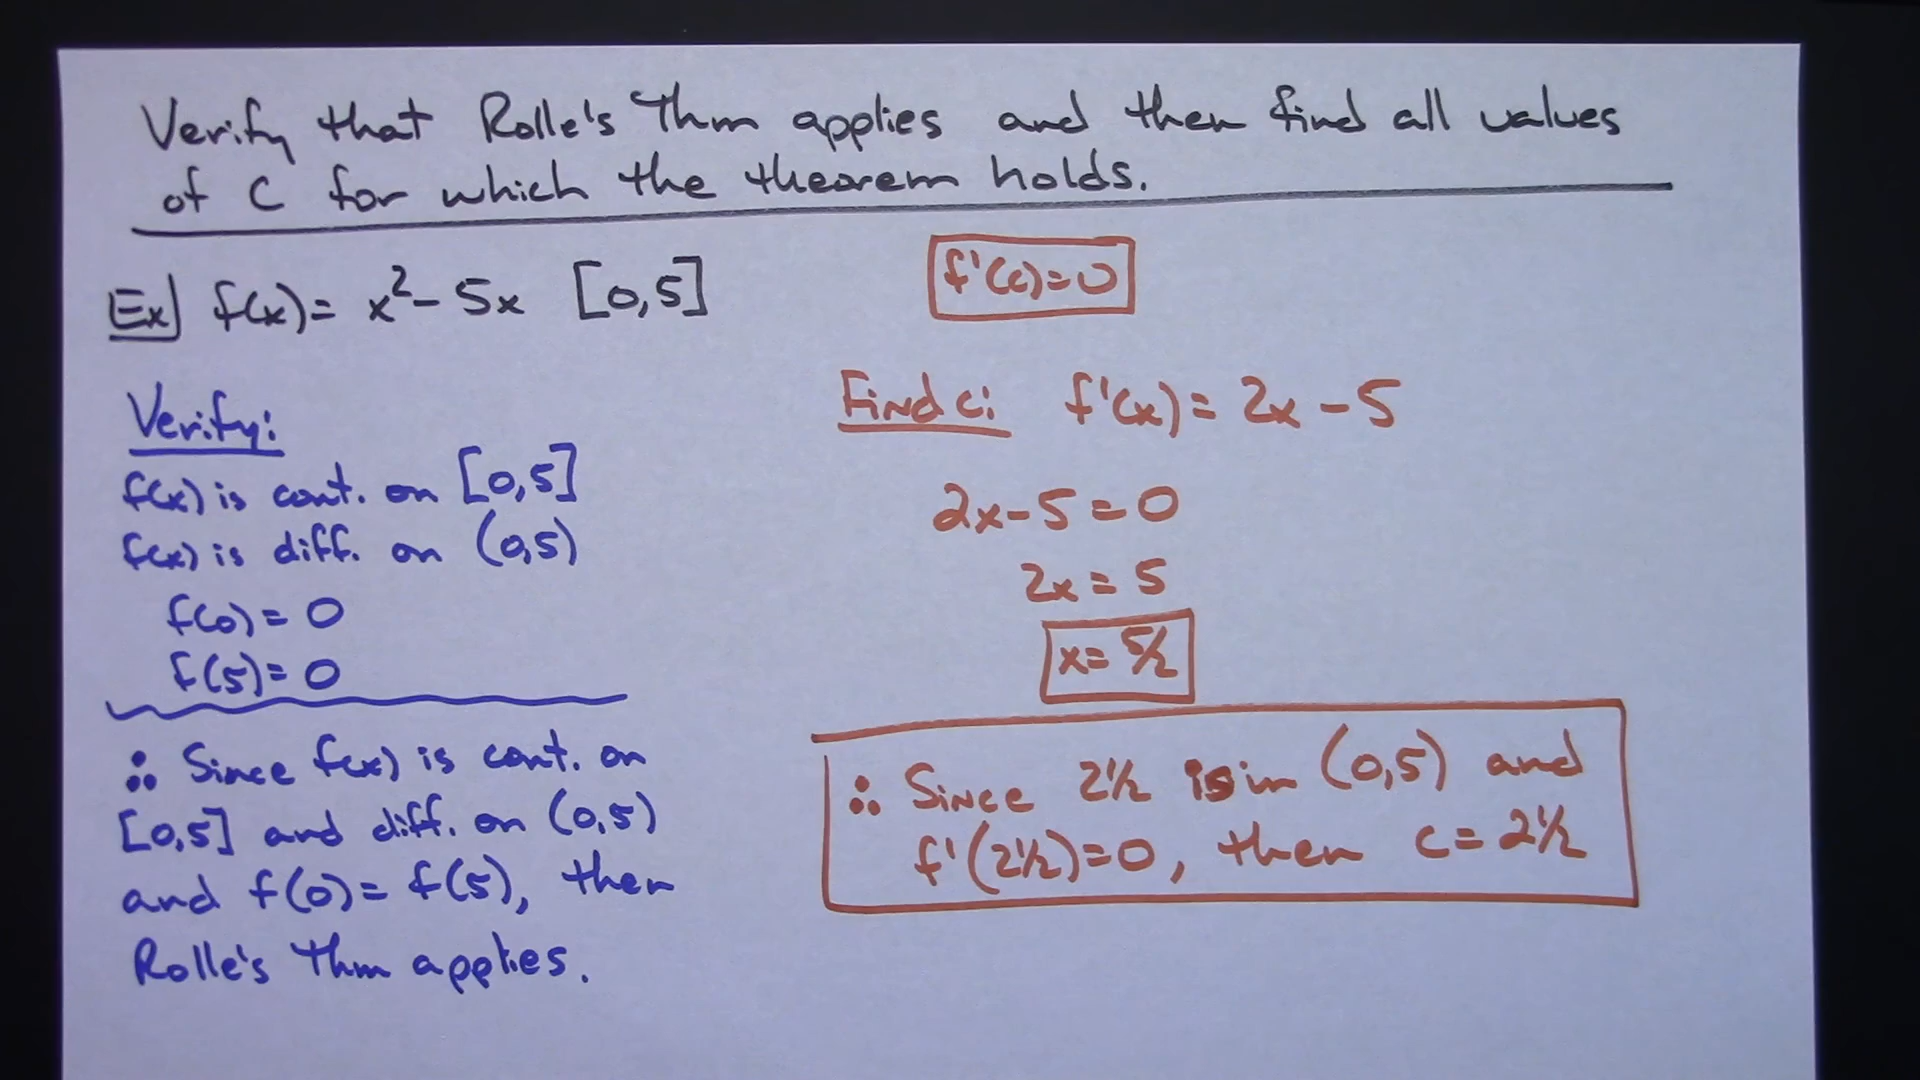 Verify that Rolle's Thm applies and then find all values
of C for which the theorem holds.
Ex] f(x)= x²- 5x [0,5]
Verify:
f(x) is cont. on [0,5]
f(x) is diff. on (0,5)
f(0)= 0
f(5)= 0
∴ Since f(x) is cont. on
[0,5] and diff. on (0,5)
and f(0)= f(5), then
Rolle's Thm applies.
f'(c)=0
Find c: f'(x)= 2x - 5
2x-5=0
2x = 5
x= 5/2
∴ Since 2½ is in (0,5) and
f'(2½)=0, then c= 2½